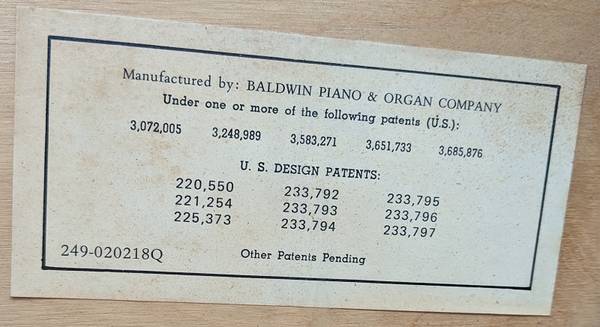 Manufactured by: BALDWIN PIANO & ORGAN COMPANY
Under one or more of the following patents (U.S.):
3,072,005 3,248,989 3,583,271 3,651,733 3,685,876
U. S. DESIGN PATENTS:
220,550 233,792 233,795
221,254 233,793 233,796
225,373 233,794 233,797
249-020218Q Other Patents Pending